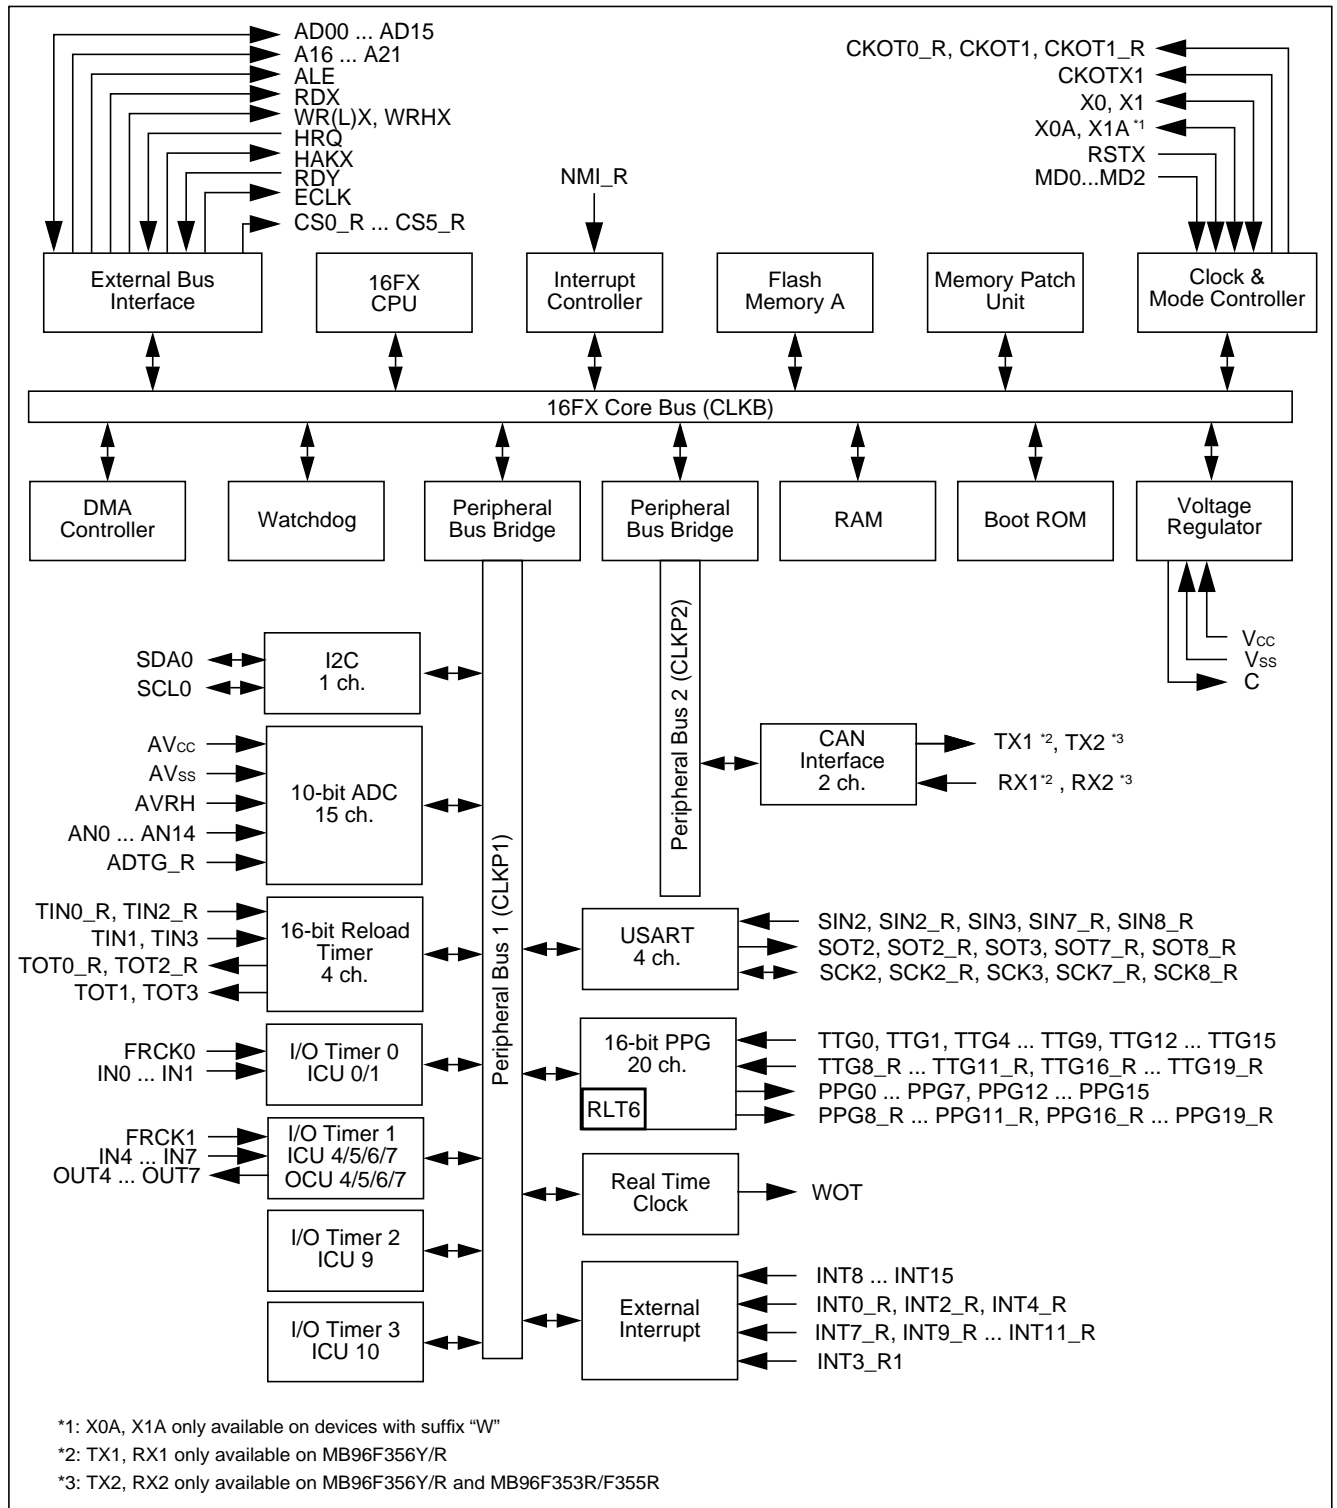 AD00 ... AD15
A16 ... A21
ALE
RDX
WR(L)X, WRHX
HRQ
HAKX
RDY
ECLK
CS0_R ... CS5_R
NMI_R
CKOT0_R, CKOT1, CKOT1_R
CKOTX1
X0, X1
X0A, X1A *1
RSTX
MD0...MD2
External Bus
Interface
16FX
CPU
Interrupt
Controller
Flash
Memory A
Memory Patch
Unit
Clock &
Mode Controller
16FX Core Bus (CLKB)
DMA
Controller
Watchdog
Peripheral
Bus Bridge
Peripheral
Bus Bridge
RAM
Boot ROM
Voltage
Regulator
Vcc
Vss
C
Peripheral Bus 1 (CLKP1)
Peripheral Bus 2 (CLKP2)
SDA0
SCL0
I2C
1 ch.
AVcc
AVss
AVRH
AN0 ... AN14
ADTG_R
10-bit ADC
15 ch.
TIN0_R, TIN2_R
TIN1, TIN3
TOT0_R, TOT2_R
TOT1, TOT3
16-bit Reload
Timer
4 ch.
FRCK0
IN0 ... IN1
I/O Timer 0
ICU 0/1
FRCK1
IN4 ... IN7
OUT4 ... OUT7
I/O Timer 1
ICU 4/5/6/7
OCU 4/5/6/7
I/O Timer 2
ICU 9
I/O Timer 3
ICU 10
CAN
Interface
2 ch.
TX1 *2, TX2 *3
RX1*2 , RX2 *3
USART
4 ch.
SIN2, SIN2_R, SIN3, SIN7_R, SIN8_R
SOT2, SOT2_R, SOT3, SOT7_R, SOT8_R
SCK2, SCK2_R, SCK3, SCK7_R, SCK8_R
16-bit PPG
20 ch.
RLT6
TTG0, TTG1, TTG4 ... TTG9, TTG12 ... TTG15
TTG8_R ... TTG11_R, TTG16_R ... TTG19_R
PPG0 ... PPG7, PPG12 ... PPG15
PPG8_R ... PPG11_R, PPG16_R ... PPG19_R
Real Time
Clock
WOT
External
Interrupt
INT8 ... INT15
INT0_R, INT2_R, INT4_R
INT7_R, INT9_R ... INT11_R
INT3_R1
*1: X0A, X1A only available on devices with suffix “W”
*2: TX1, RX1 only available on MB96F356Y/R
*3: TX2, RX2 only available on MB96F356Y/R and MB96F353R/F355R